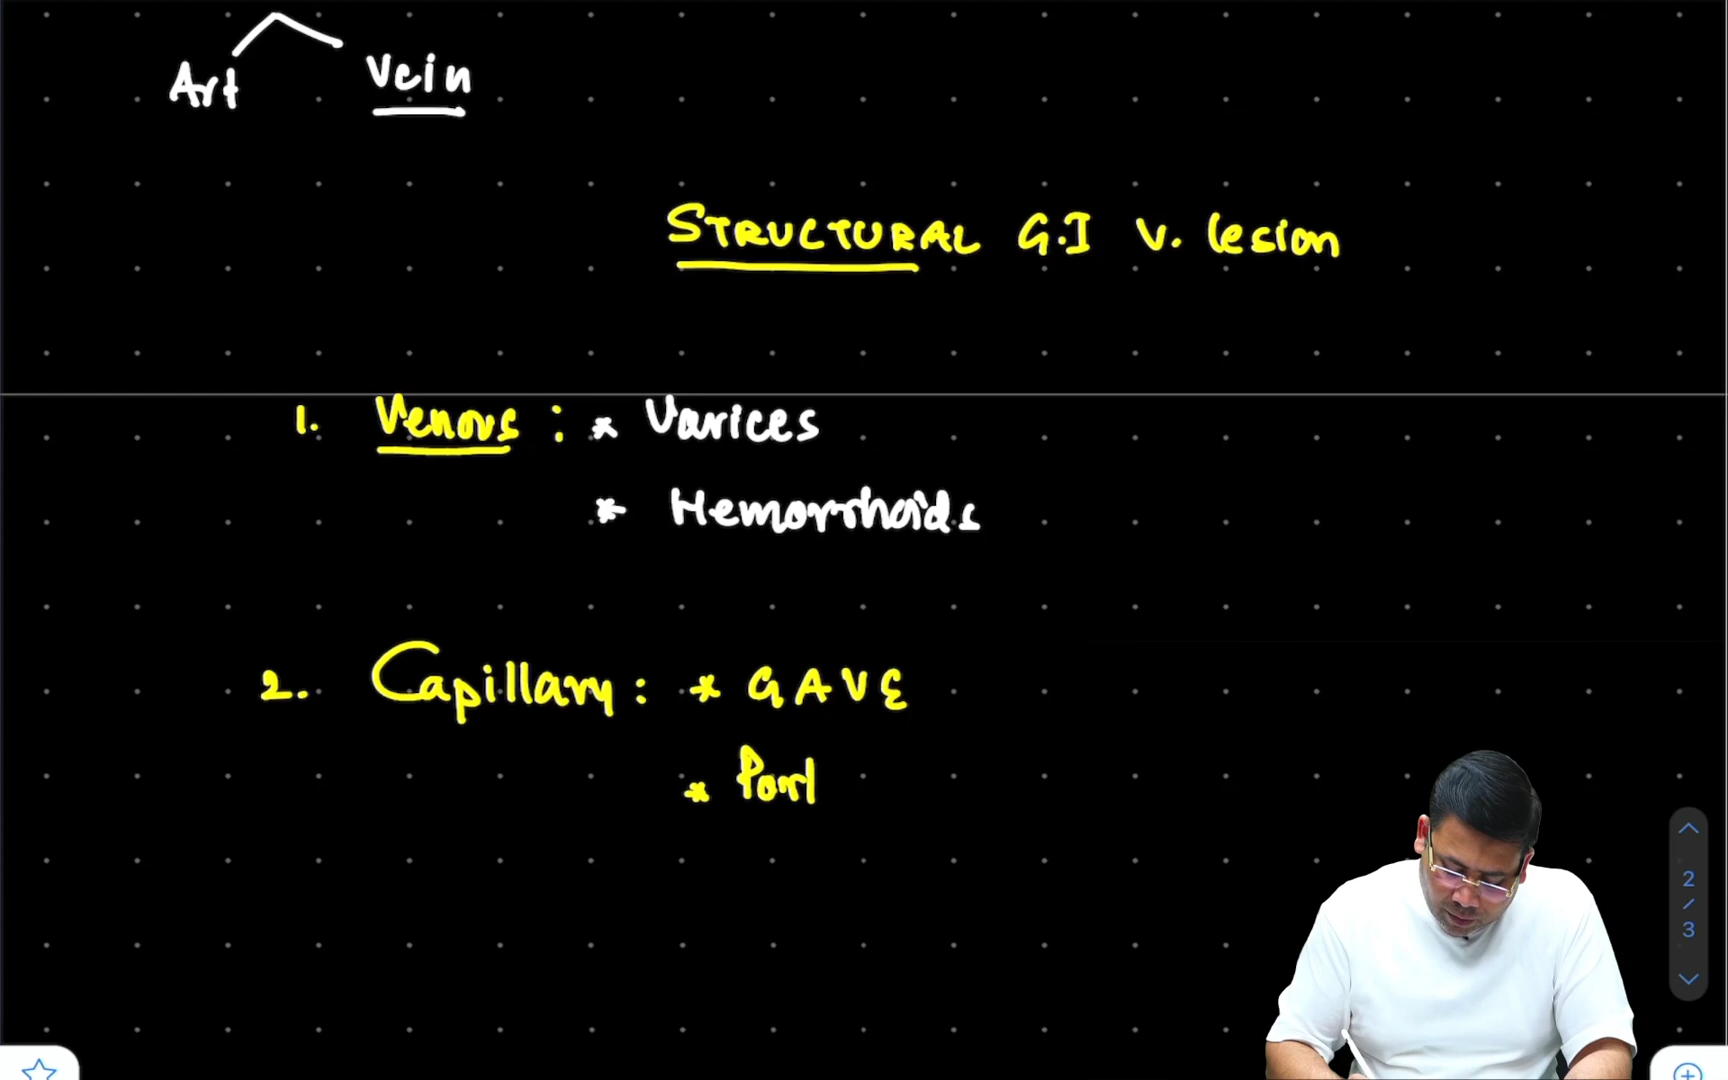 Art Vein
STRUCTURAL G.I V. lesion
1. Venous : * Varices
* Hemorrhoids
2. Capillary : * GAVE
* Port
2 / 3